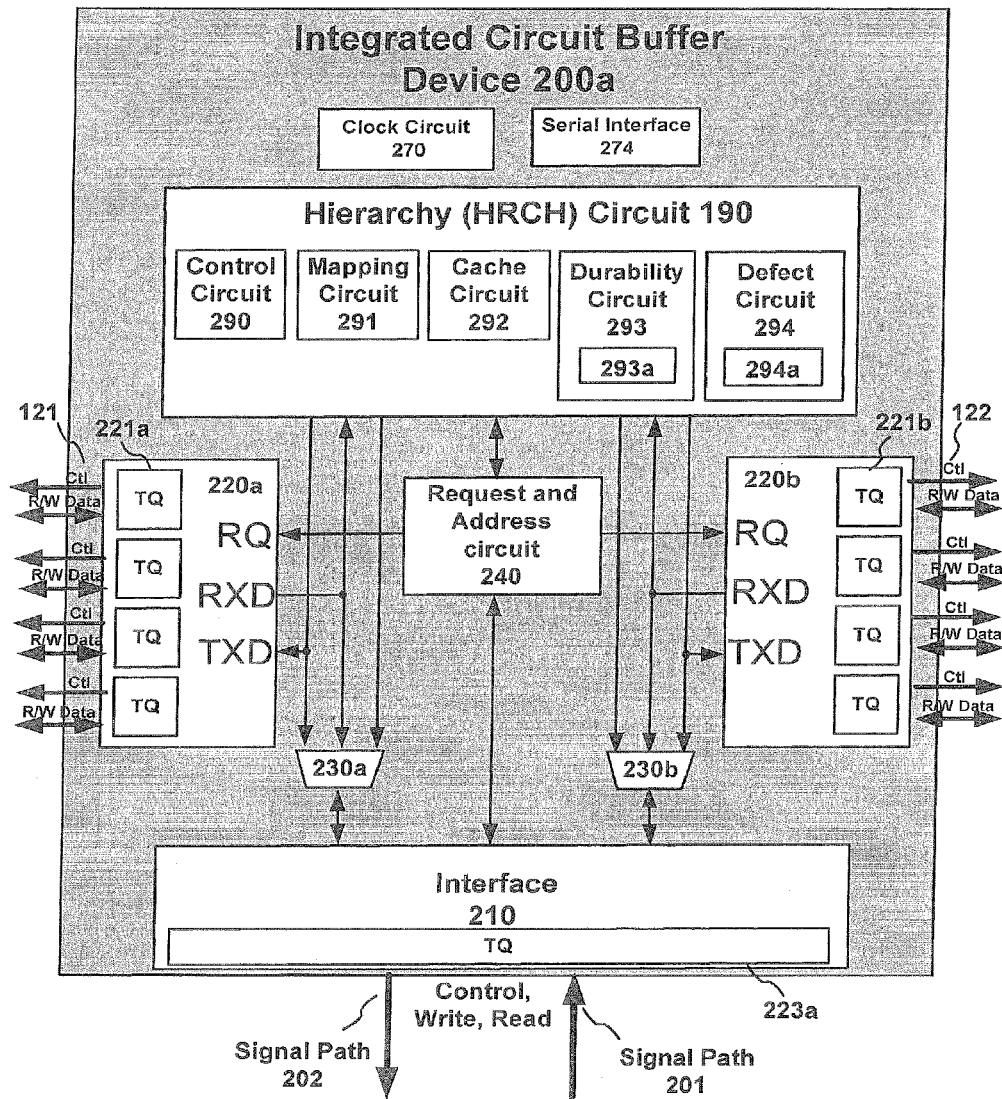 Integrated Circuit Buffer
Device 200a
Clock Circuit
270
Serial Interface
274
Hierarchy (HRCH) Circuit 190
Control
Circuit
290
Mapping
Circuit
291
Cache
Circuit
292
Durability
Circuit
293
293a
Defect
Circuit
294
294a
121
221a
221b
122
Ctl
R/W Data
Ctl
R/W Data
Ctl
R/W Data
Ctl
R/W Data
TQ
TQ
TQ
TQ
220a
RQ
RXD
TXD
Request and
Address
circuit
240
220b
RQ
RXD
TXD
TQ
TQ
TQ
TQ
Ctl
R/W Data
Ctl
R/W Data
Ctl
R/W Data
Ctl
R/W Data
230a
230b
Interface
210
TQ
223a
Control,
Write, Read
Signal Path
202
Signal Path
201